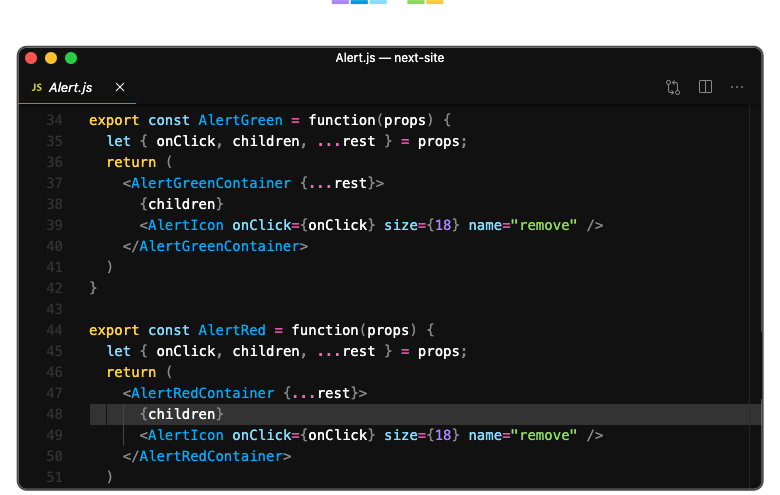 Alert.js — next-site
JS Alert.js ×
34 export const AlertGreen = function(props) {
35 let { onClick, children, ...rest } = props;
36 return (
37 <AlertGreenContainer {...rest}>
38 {children}
39 <AlertIcon onClick={onClick} size={18} name="remove" />
40 </AlertGreenContainer>
41 )
42 }
43
44 export const AlertRed = function(props) {
45 let { onClick, children, ...rest } = props;
46 return (
47 <AlertRedContainer {...rest}>
48 {children}
49 <AlertIcon onClick={onClick} size={18} name="remove" />
50 </AlertRedContainer>
51 )